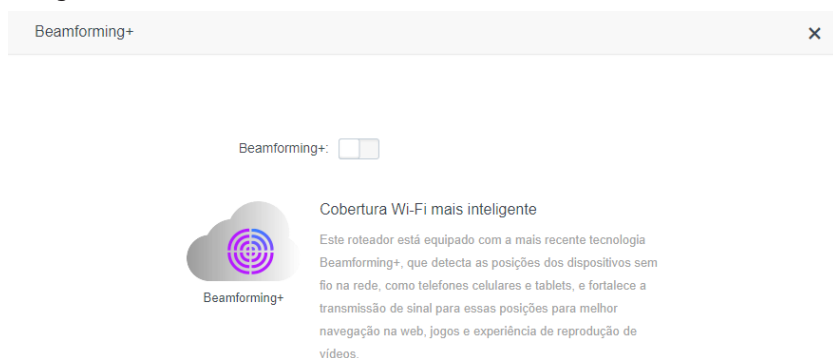 Beamforming+
Beamforming+:
Cobertura Wi-Fi mais inteligente
Este roteador está equipado com a mais recente tecnologia
Beamforming+, que detecta as posições dos dispositivos sem
fio na rede, como telefones celulares e tablets, e fortalece a
transmissão de sinal para essas posições para melhor
navegação na web, jogos e experiência de reprodução de
vídeos.
Beamforming+